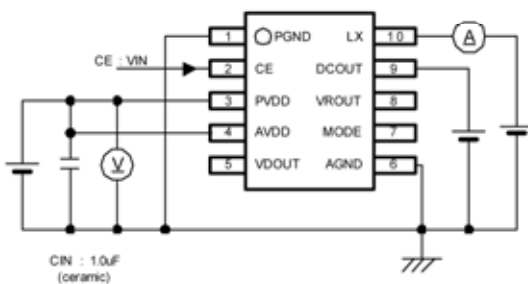 1 PGND LX 10
A
CE : VIN
2 CE DCOUT 9
3 PVDD VROUT 8
4 AVDD MODE 7
V
5 VDOUT AGND 6
CIN : 1.0uF
(ceramic)